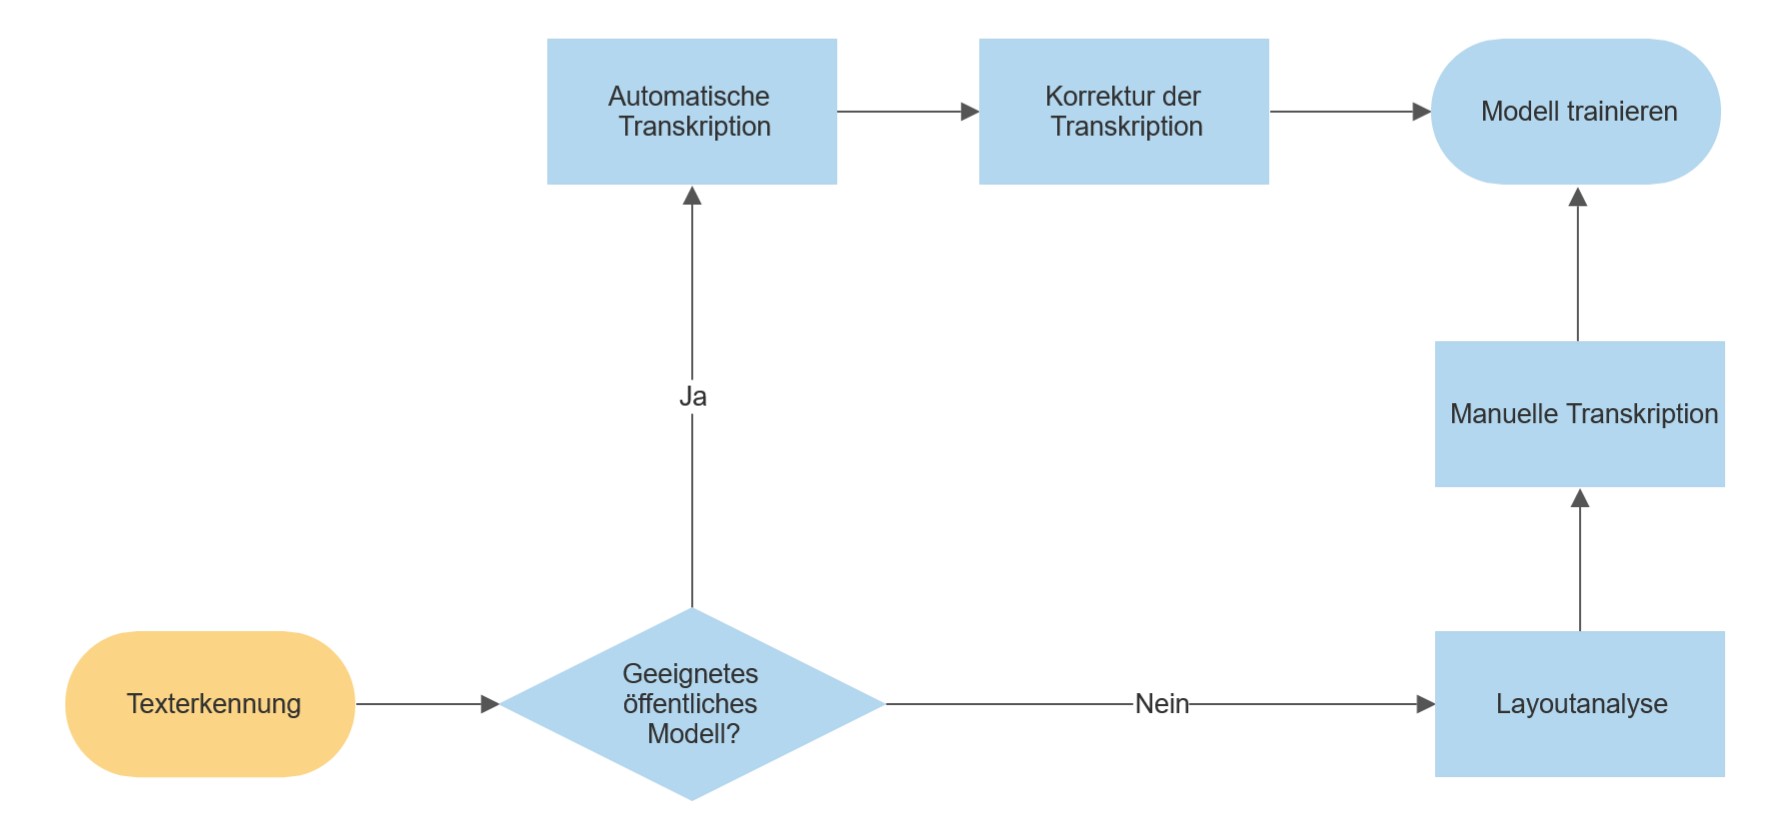 Automatische
Transkription
Korrektur der
Transkription
Modell trainieren
Ja
Manuelle Transkription
Texterkennung
Geeignetes
öffentliches
Modell?
Nein
Layoutanalyse